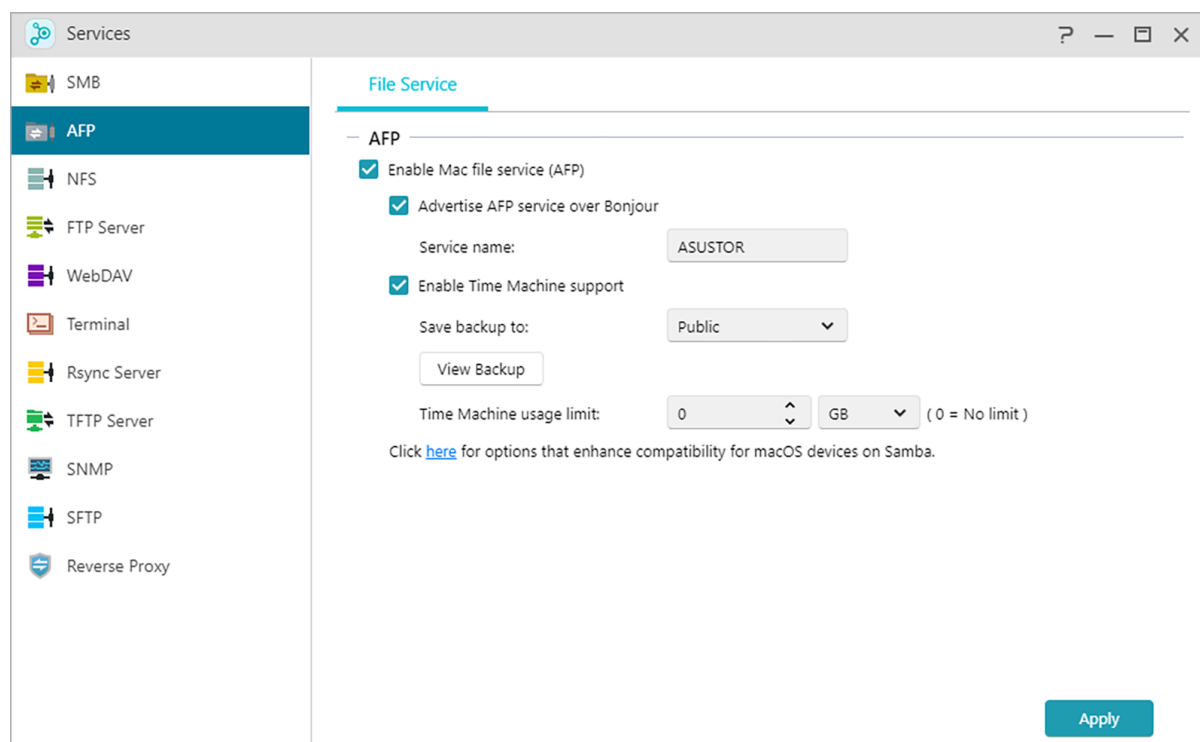 Services
SMB
AFP
NFS
FTP Server
WebDAV
Terminal
Rsync Server
TFTP Server
SNMP
SFTP
Reverse Proxy
File Service
AFP
Enable Mac file service (AFP)
Advertise AFP service over Bonjour
Service name: ASUSTOR
Enable Time Machine support
Save backup to: Public
View Backup
Time Machine usage limit: 0 GB ( 0 = No limit )
Click here for options that enhance compatibility for macOS devices on Samba.
Apply